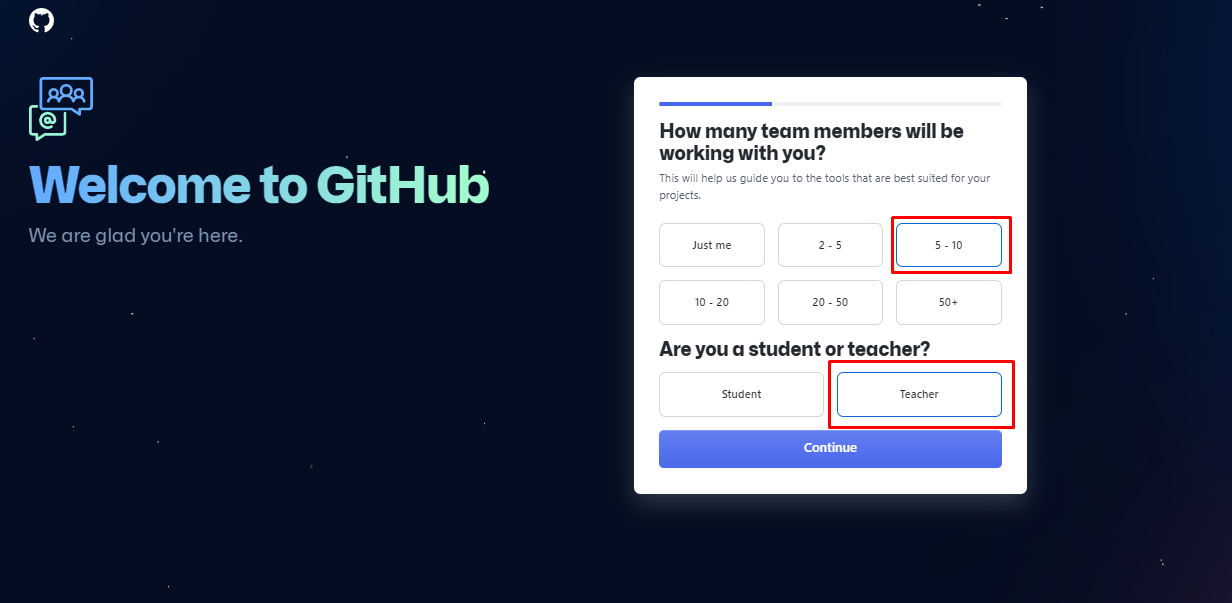 Welcome to GitHub
We are glad you're here.
How many team members will be
working with you?
This will help us guide you to the tools that are best suited for your
projects.
Just me
2 - 5
5 - 10
10 - 20
20 - 50
50+
Are you a student or teacher?
Student
Teacher
Continue